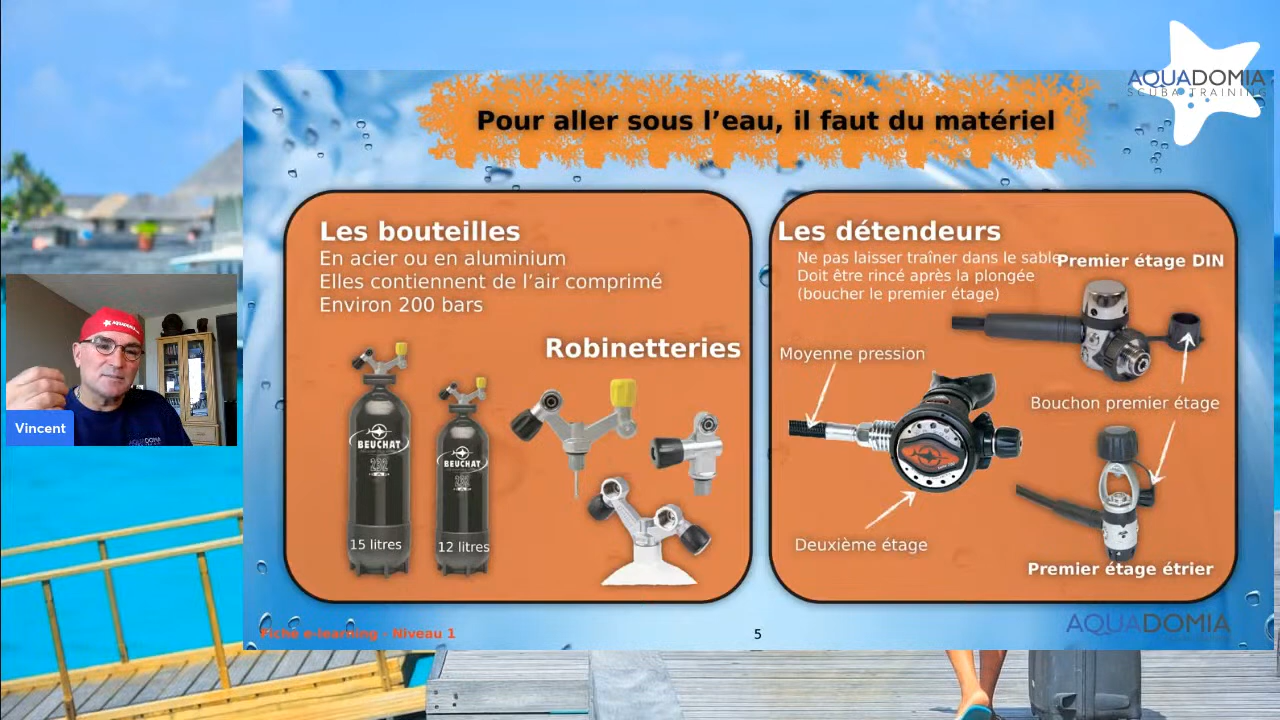 AQUADOMIA
SCUBA TRAINING
Pour aller sous l’eau, il faut du matériel
Les bouteilles
En acier ou en aluminium
Elles contiennent de l’air comprimé
Environ 200 bars
Robinetteries
BEUCHAT
BEUCHAT
15 litres
12 litres
Les détendeurs
Ne pas laisser traîner dans le sable
Doit être rincé après la plongée
(boucher le premier étage)
Premier étage DIN
Moyenne pression
Bouchon premier étage
Deuxième étage
Premier étage étrier
Vincent
AQUADOMIA
Fiche e-learning - Niveau 1
5
AQUADOMIA